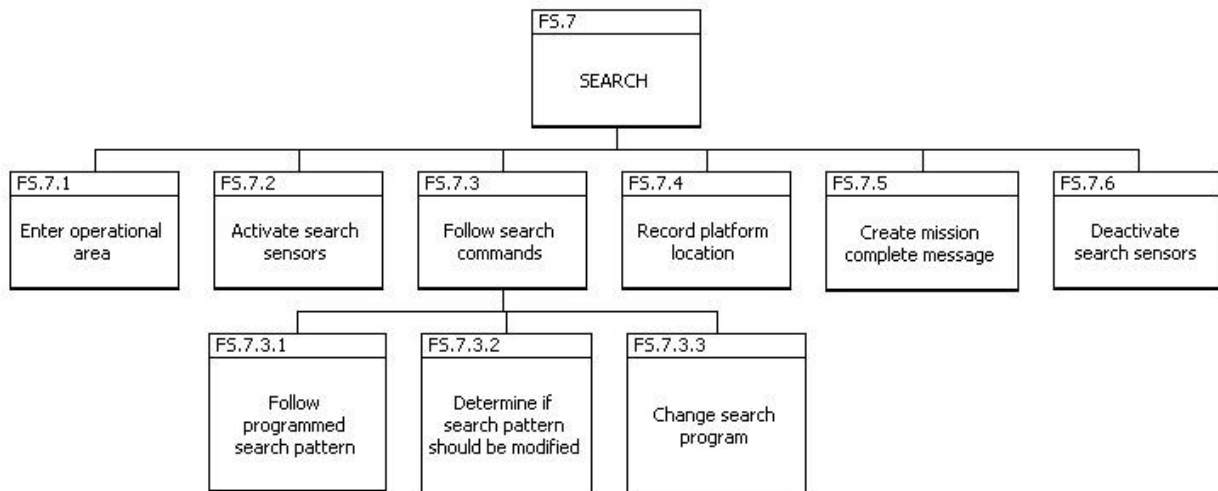 FS.7
SEARCH
FS.7.1
Enter operational
area
FS.7.2
Activate search
sensors
FS.7.3
Follow search
commands
FS.7.4
Record platform
location
FS.7.5
Create mission
complete message
FS.7.6
Deactivate
search sensors
FS.7.3.1
Follow
programmed
search pattern
FS.7.3.2
Determine if
search pattern
should be modified
FS.7.3.3
Change search
program